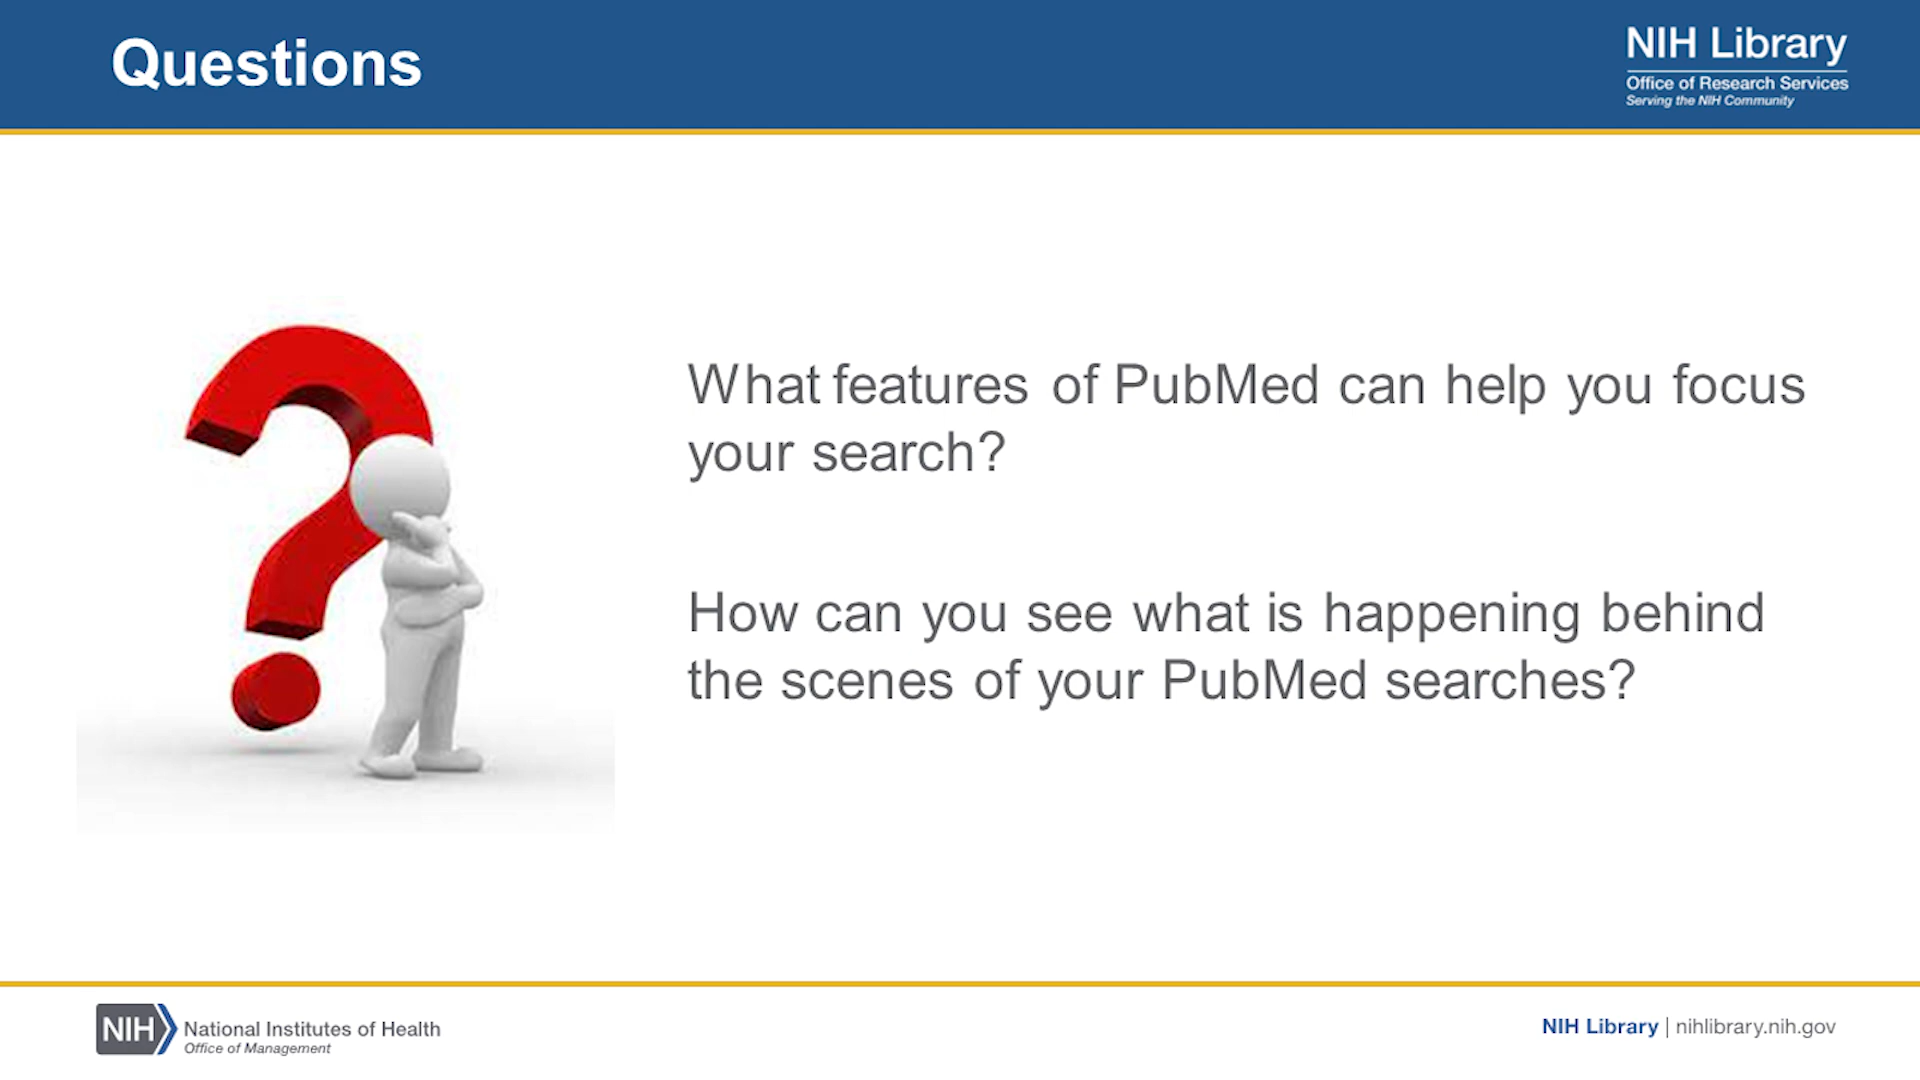 Questions
NIH Library
Office of Research Services
Serving the NIH Community
What features of PubMed can help you focus
your search?
How can you see what is happening behind
the scenes of your PubMed searches?
NIH National Institutes of Health
Office of Management
NIH Library | nihlibrary.nih.gov